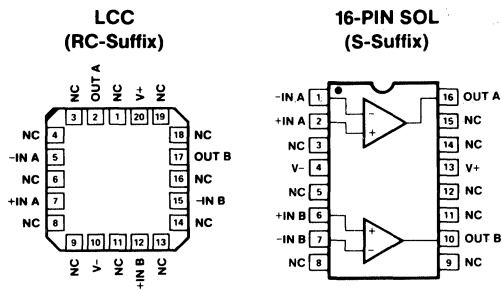 LCC
(RC-Suffix)
NC OUT A NC V+ NC
3 2 1 20 19
NC 4 18 NC
-IN A 5 17 OUT B
NC 6 16 NC
+IN A 7 15 -IN B
NC 8 14 NC
9 10 11 12 13
NC V- NC +IN B NC
16-PIN SOL
(S-Suffix)
-IN A 1 16 OUT A
+IN A 2 15 NC
NC 3 14 NC
V- 4 13 V+
NC 5 12 NC
+IN B 6 11 NC
-IN B 7 10 OUT B
NC 8 9 NC
-
+
+
-